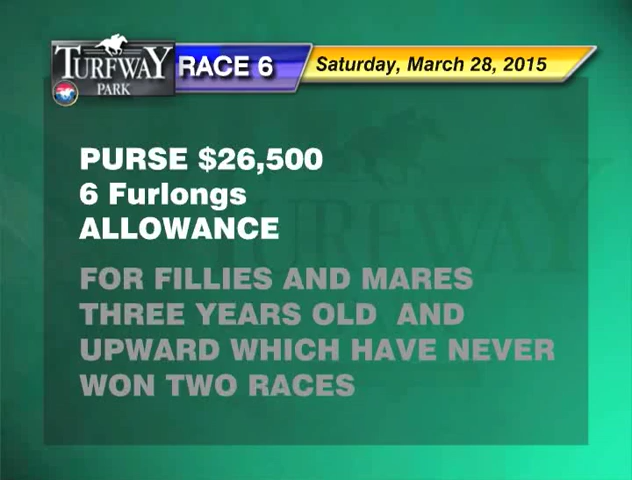 TURFWAY
PARK
RACE 6
Saturday, March 28, 2015
PURSE $26,500
6 Furlongs
ALLOWANCE
FOR FILLIES AND MARES
THREE YEARS OLD AND
UPWARD WHICH HAVE NEVER
WON TWO RACES
TURFWAY